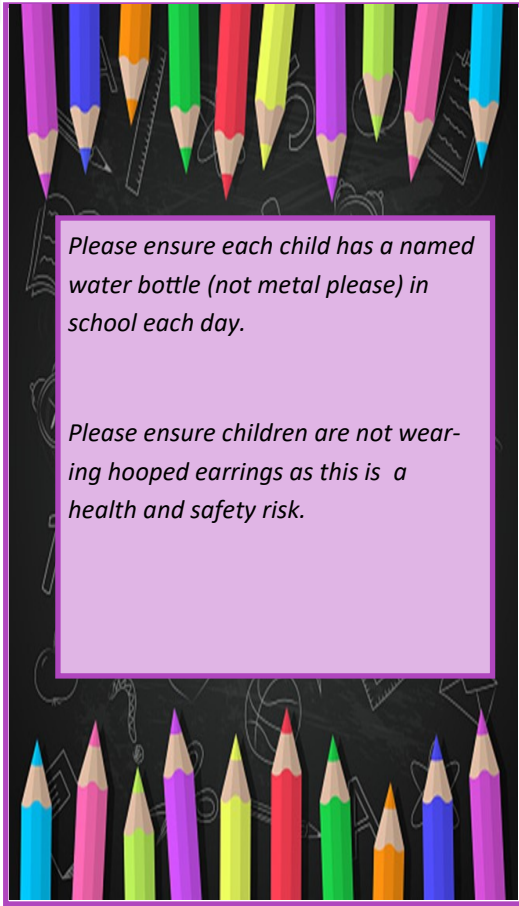 Please ensure each child has a named
water bottle (not metal please) in
school each day.
Please ensure children are not wear-
ing hooped earrings as this is  a
health and safety risk.